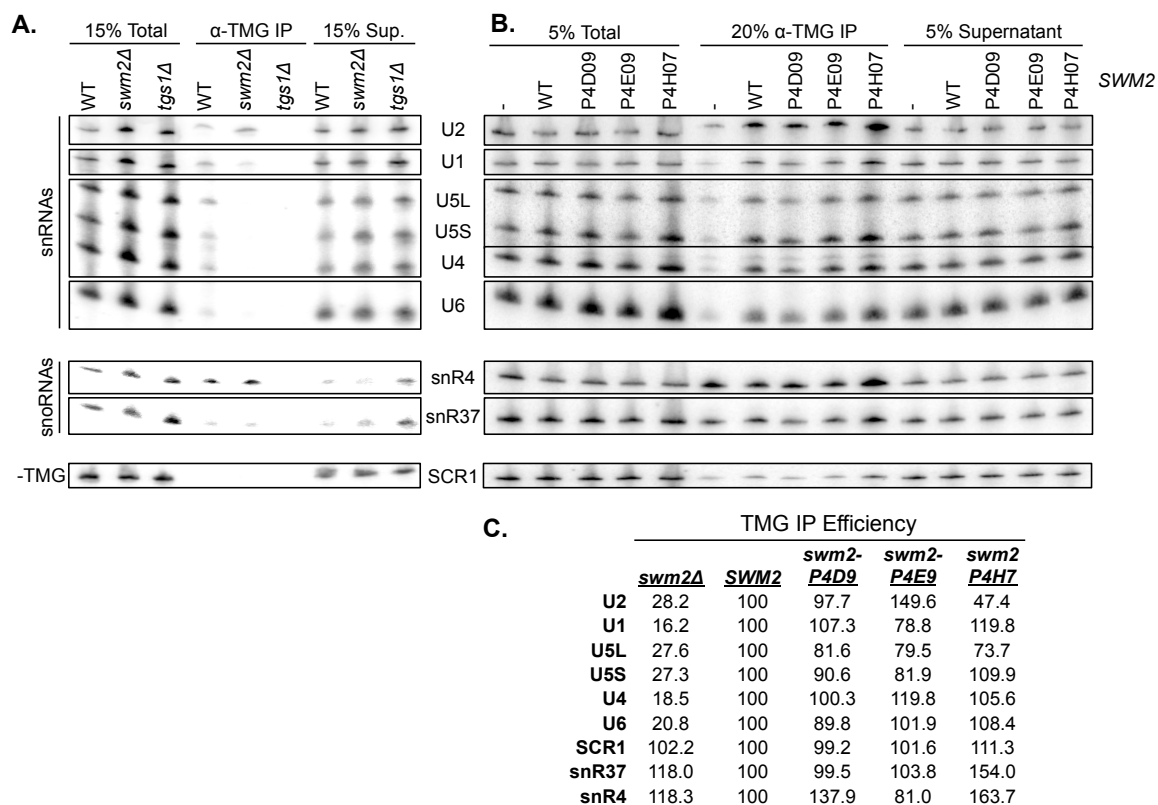 A.
15% Total α-TMG IP 15% Sup.
WT swm2Δ tgs1Δ WT swm2Δ tgs1Δ WT swm2Δ tgs1Δ
B.
5% Total 20% α-TMG IP 5% Supernatant
- WT P4D09 P4E09 P4H07 - WT P4D09 P4E09 P4H07 - WT P4D09 P4E09 P4H07 SWM2
snRNAs
U2
U1
U5L
U5S
U4
U6
snoRNAs
snR4
snR37
-TMG SCR1
C.
TMG IP Efficiency
swm2- swm2- swm2
swm2Δ SWM2 P4D9 P4E9 P4H7
U2 28.2 100 97.7 149.6 47.4
U1 16.2 100 107.3 78.8 119.8
U5L 27.6 100 81.6 79.5 73.7
U5S 27.3 100 90.6 81.9 109.9
U4 18.5 100 100.3 119.8 105.6
U6 20.8 100 89.8 101.9 108.4
SCR1 102.2 100 99.2 101.6 111.3
snR37 118.0 100 99.5 103.8 154.0
snR4 118.3 100 137.9 81.0 163.7